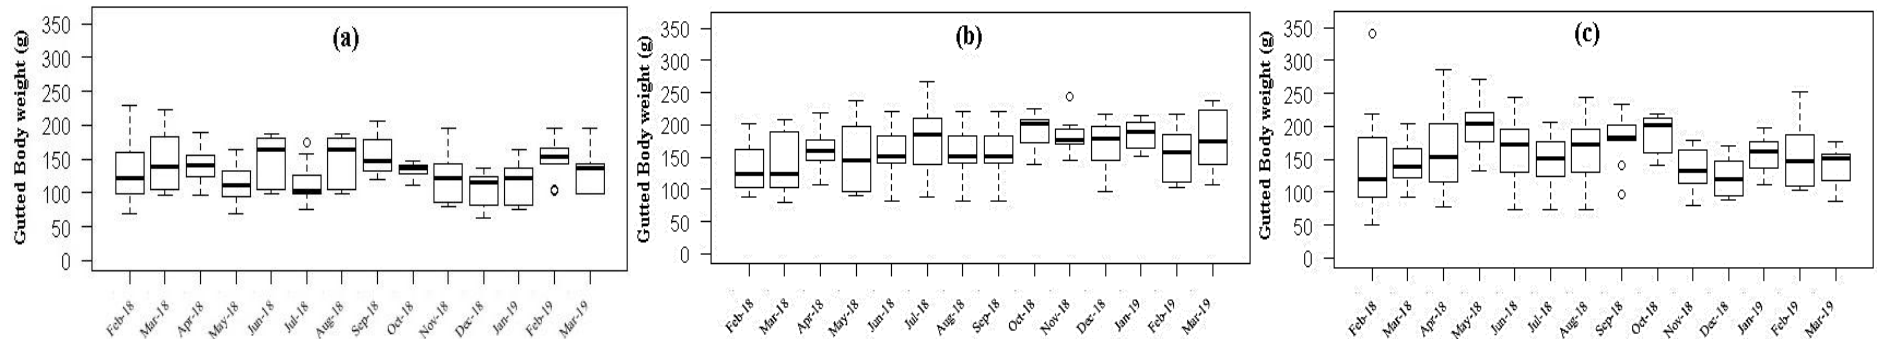 (a)
Gutted Body weight (g)
350
300
250
200
150
100
50
0
Feb-18
Mar-18
Apr-18
May-18
Jun-18
Jul-18
Aug-18
Sep-18
Oct-18
Nov-18
Dec-18
Jan-19
Feb-19
Mar-19
(b)
Gutted Body weight (g)
350
300
250
200
150
100
50
0
Feb-18
Mar-18
Apr-18
May-18
Jun-18
Jul-18
Aug-18
Sep-18
Oct-18
Nov-18
Dec-18
Jan-19
Feb-19
Mar-19
(c)
Gutted Body weight (g)
350
300
250
200
150
100
50
0
Feb-18
Mar-18
Apr-18
May-18
Jun-18
Jul-18
Aug-18
Sep-18
Oct-18
Nov-18
Dec-18
Jan-19
Feb-19
Mar-19